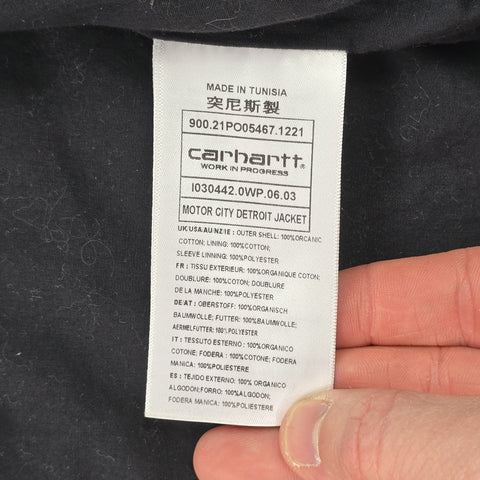 MADE IN TUNISIA
突尼斯製
900.21PO05467.1221
carhartt®
WORK IN PROGRESS
I030442.0WP.06.03
MOTOR CITY DETROIT JACKET
UK/USA/AU/NZ/IE : OUTER SHELL: 100%ORGANIC
COTTON; LINING: 100%COTTON;
SLEEVE LINNING: 100%POLYESTER
FR : TISSU EXTERIEUR: 100%ORGANIQUE COTON;
DOUBLURE: 100%COTON; DOUBLURE
DE LA MANCHE: 100%POLYESTER
DE/AT : OBERSTOFF: 100%ORGANISCH
BAUMWOLLE; FUTTER: 100%BAUMWOLLE;
AERMELFUTTER: 100%POLYESTER
IT : TESSUTO ESTERNO : 100%ORGANICO
COTONE; FODERA : 100%COTONE; FODERA
MANICA: 100%POLIESTERE
ES : TEJIDO EXTERNO: 100% ORGANICO
ALGODON; FORRO: 100%ALGODON;
FODERA MANICA: 100%POLIESTERE